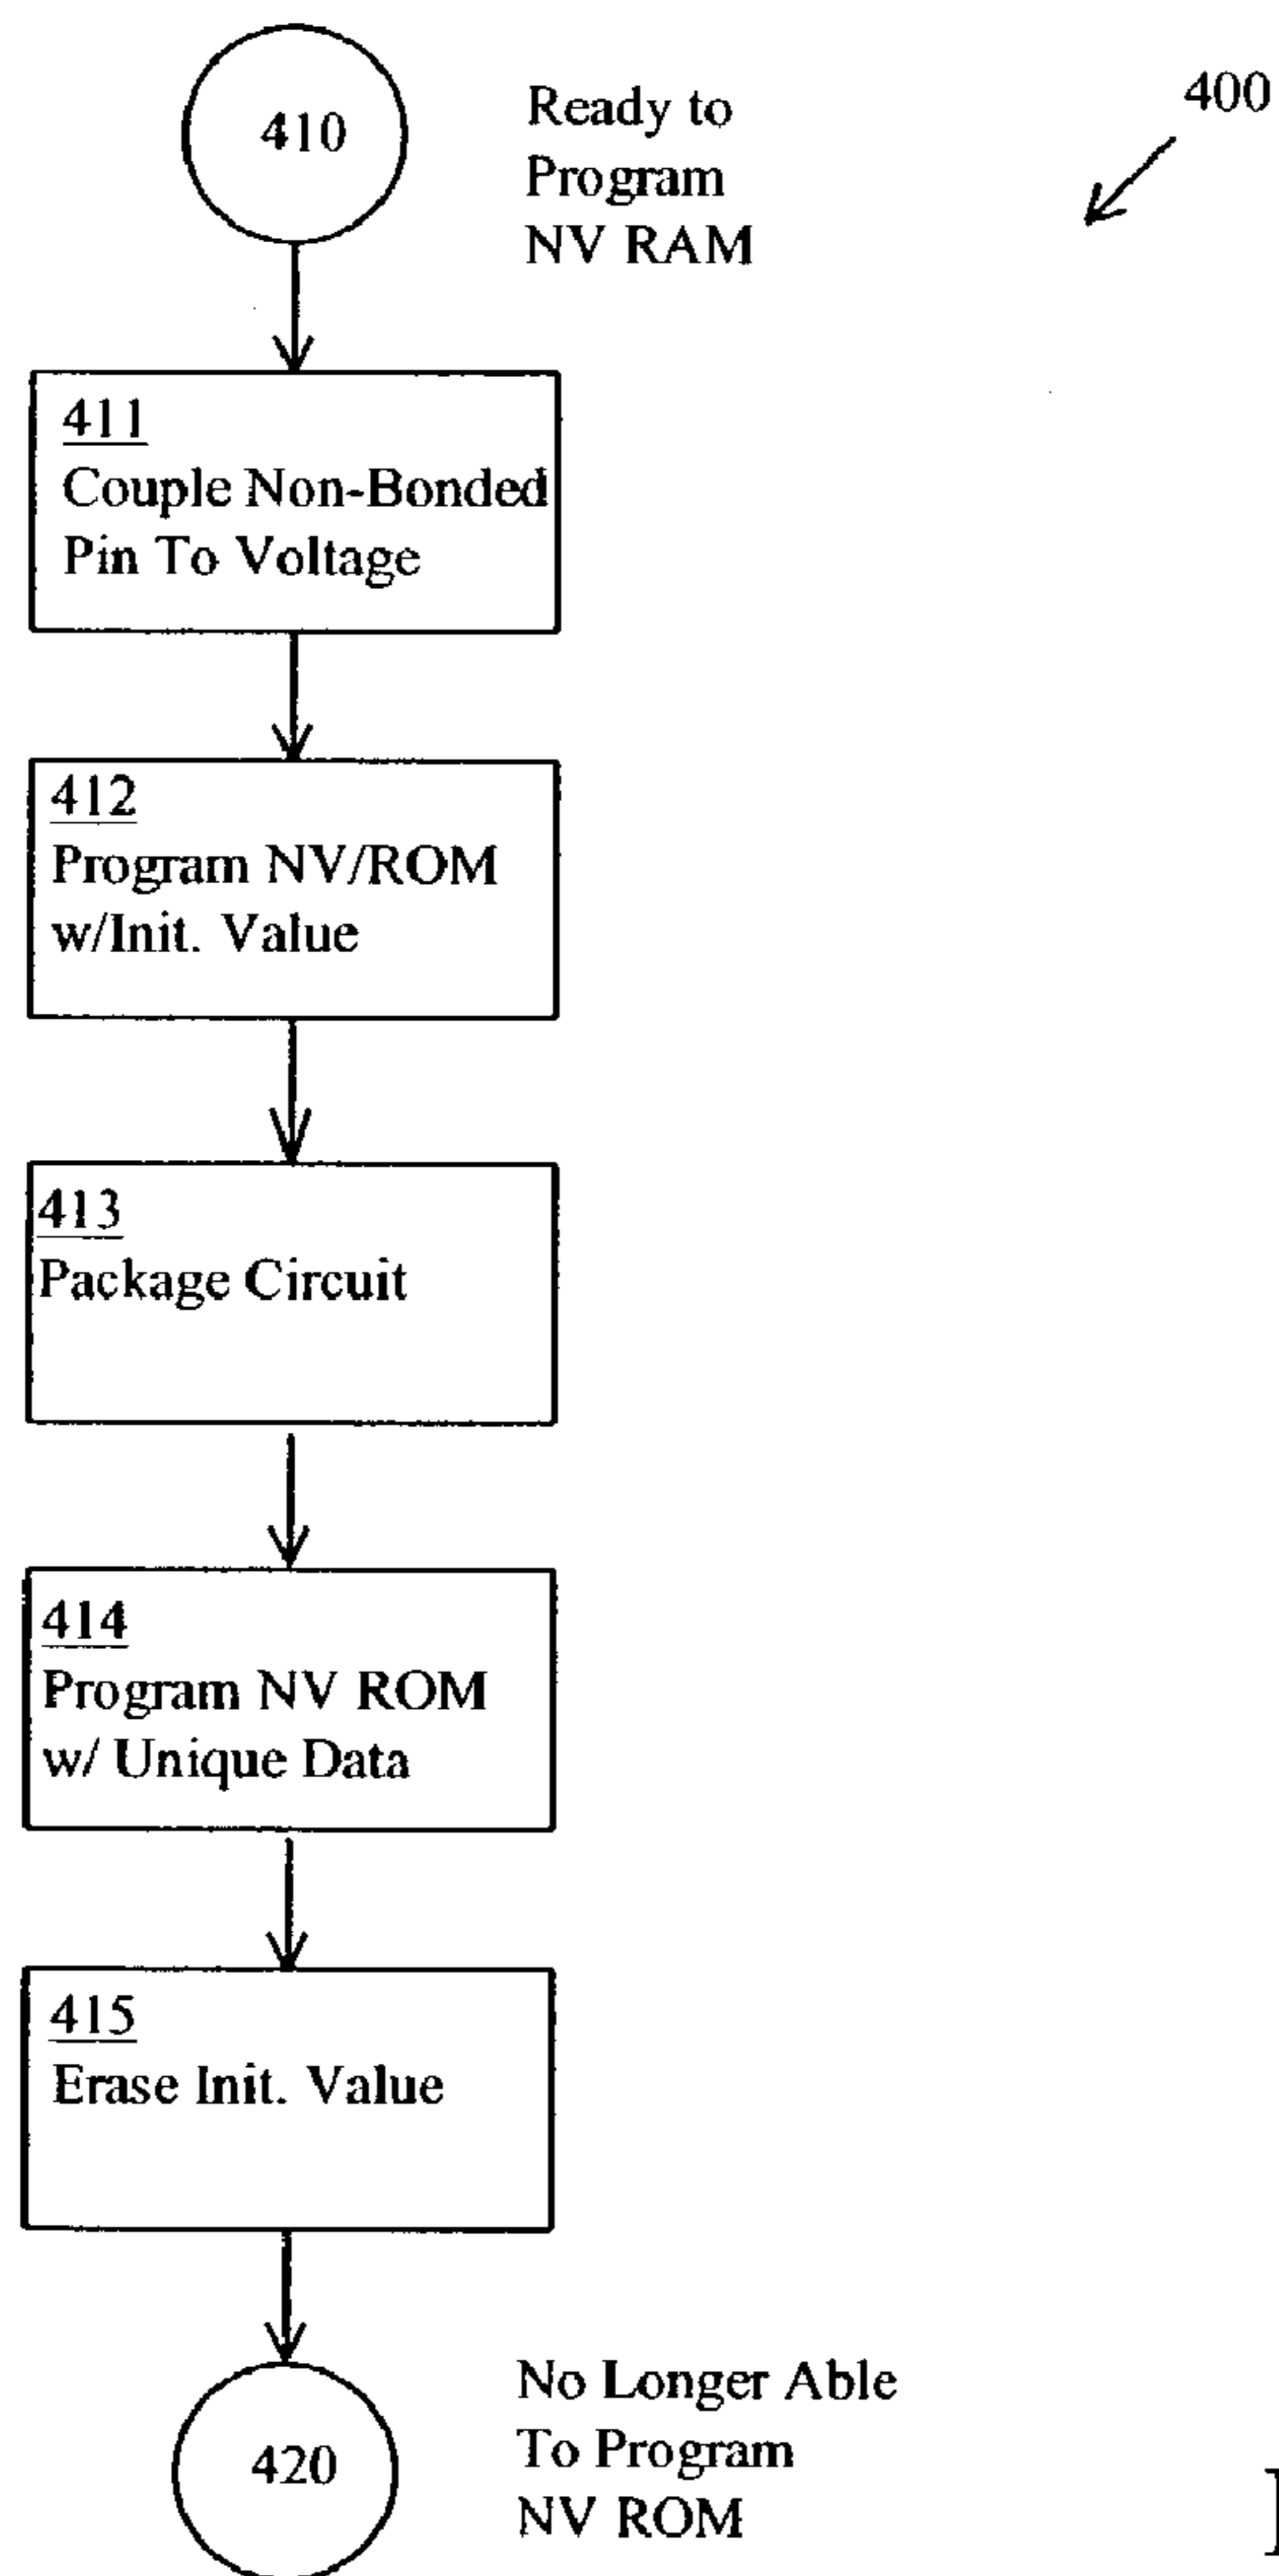 410
Ready to
Program
NV RAM
400
411
Couple Non-Bonded
Pin To Voltage
412
Program NV/ROM
w/Init. Value
413
Package Circuit
414
Program NV ROM
w/ Unique Data
415
Erase Init. Value
420
No Longer Able
To Program
NV ROM